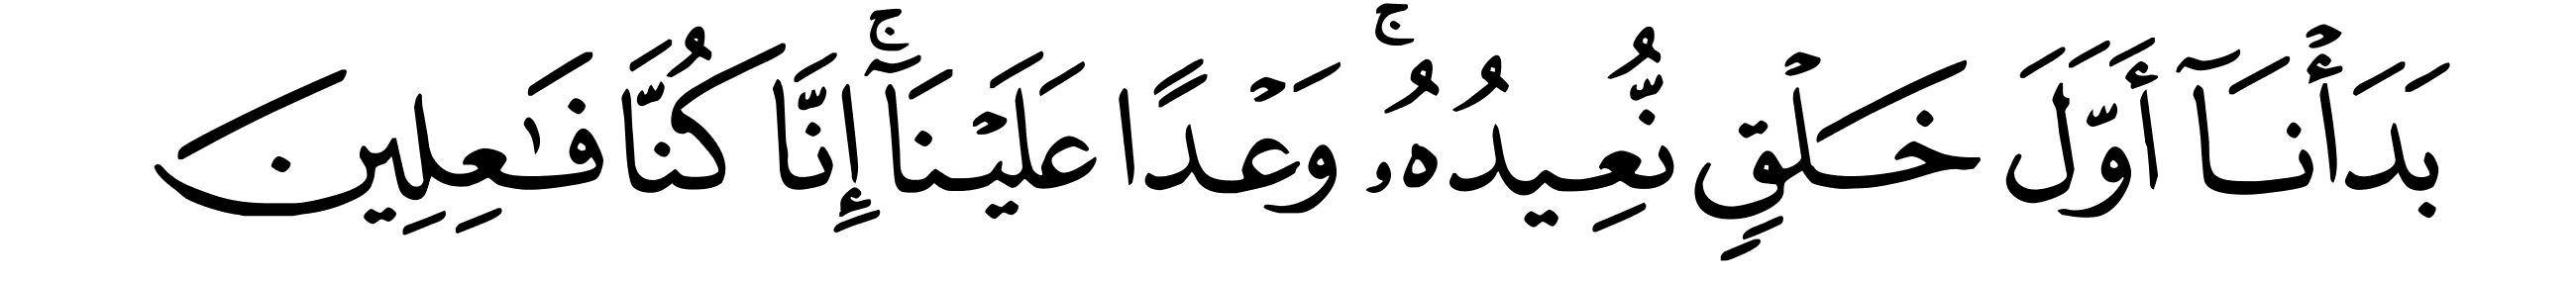 بَدَأۡنَآ أَوَّلَ خَلۡقٖ نُّعِيدُهُۥۚ وَعۡدًا عَلَيۡنَآۚ إِنَّا كُنَّا فَٰعِلِينَ